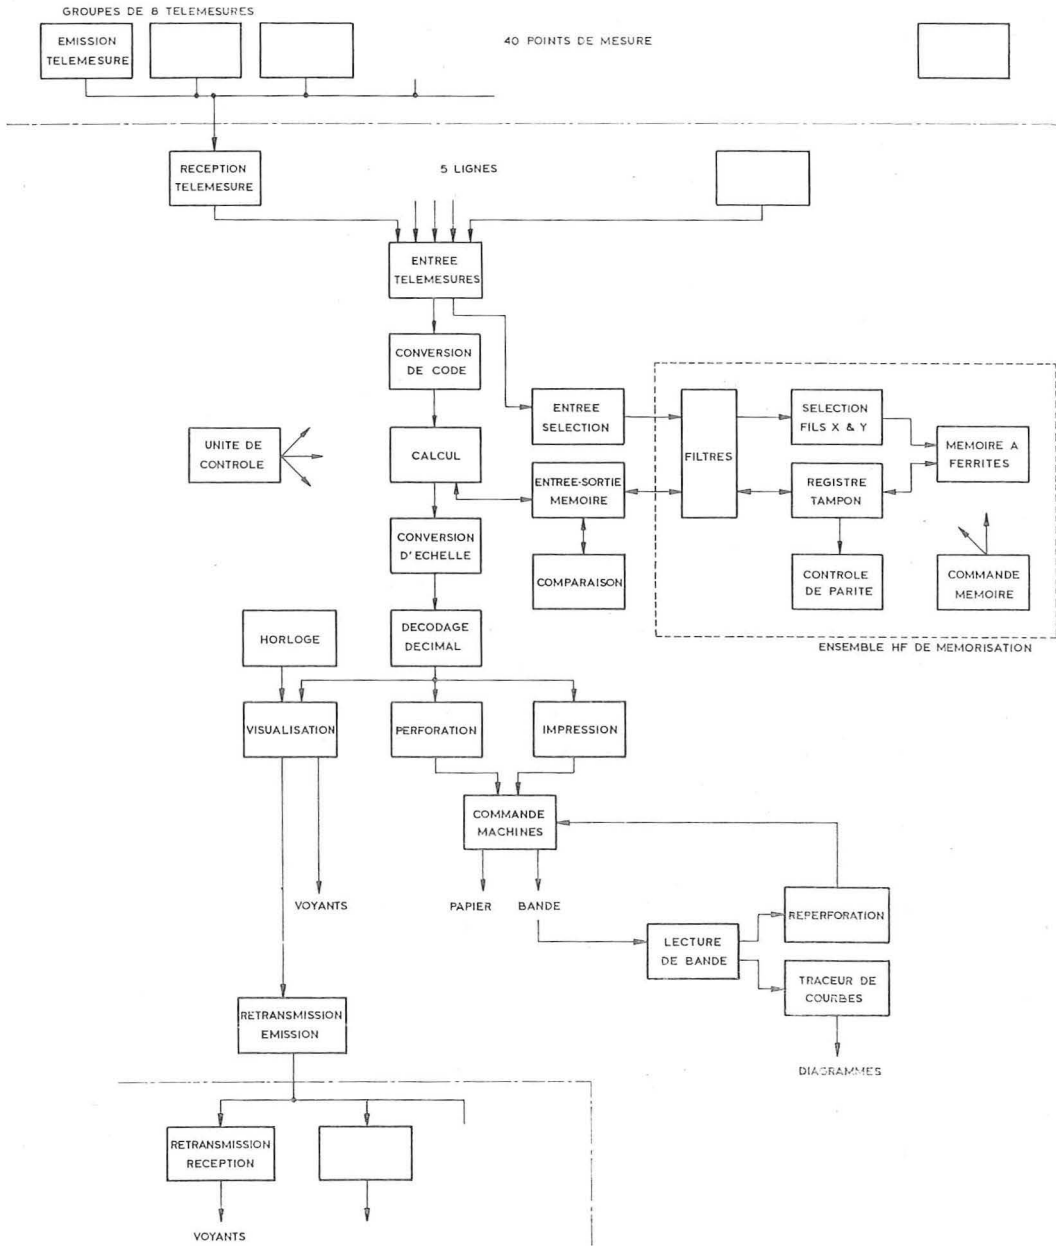 GROUPES DE 8 TELEMESURES
EMISSION
TELEMESURE
40 POINTS DE MESURE
RECEPTION
TELEMESURE
5 LIGNES
ENTREE
TELEMESURES
CONVERSION
DE CODE
ENTREE
SELECTION
FILTRES
SELECTION
FILS X & Y
MEMOIRE A
FERRITES
UNITE DE
CONTROLE
CALCUL
ENTREE-SORTIE
MEMOIRE
REGISTRE
TAMPON
CONVERSION
D'ECHELLE
COMPARAISON
CONTROLE
DE PARITE
COMMANDE
MEMOIRE
ENSEMBLE HF DE MEMORISATION
HORLOGE
DECODAGE
DECIMAL
VISUALISATION
PERFORATION
IMPRESSION
COMMANDE
MACHINES
VOYANTS
PAPIER
BANDE
REPERFORATION
LECTURE
DE BANDE
TRACEUR DE
COURBES
DIAGRAMMES
RETRANSMISSION
EMISSION
RETRANSMISSION
RECEPTION
VOYANTS